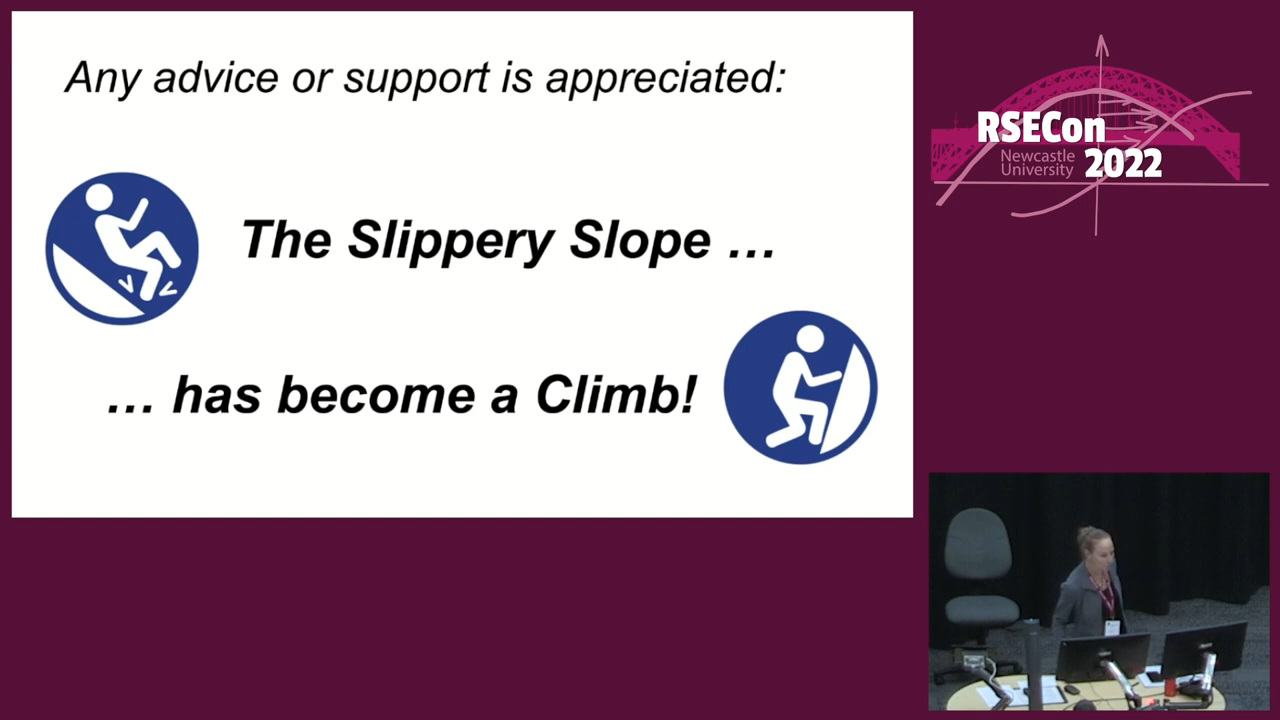 Any advice or support is appreciated:
The Slippery Slope ...
... has become a Climb!
RSECon
Newcastle
University
2022